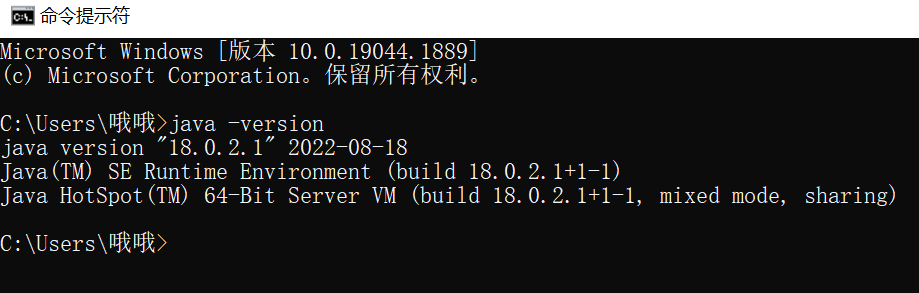 命令提示符
Microsoft Windows [版本 10.0.19044.1889]
(c) Microsoft Corporation。保留所有权利。
C:\Users\哦哦>java -version
java version "18.0.2.1" 2022-08-18
Java(TM) SE Runtime Environment (build 18.0.2.1+1-1)
Java HotSpot(TM) 64-Bit Server VM (build 18.0.2.1+1-1, mixed mode, sharing)
C:\Users\哦哦>